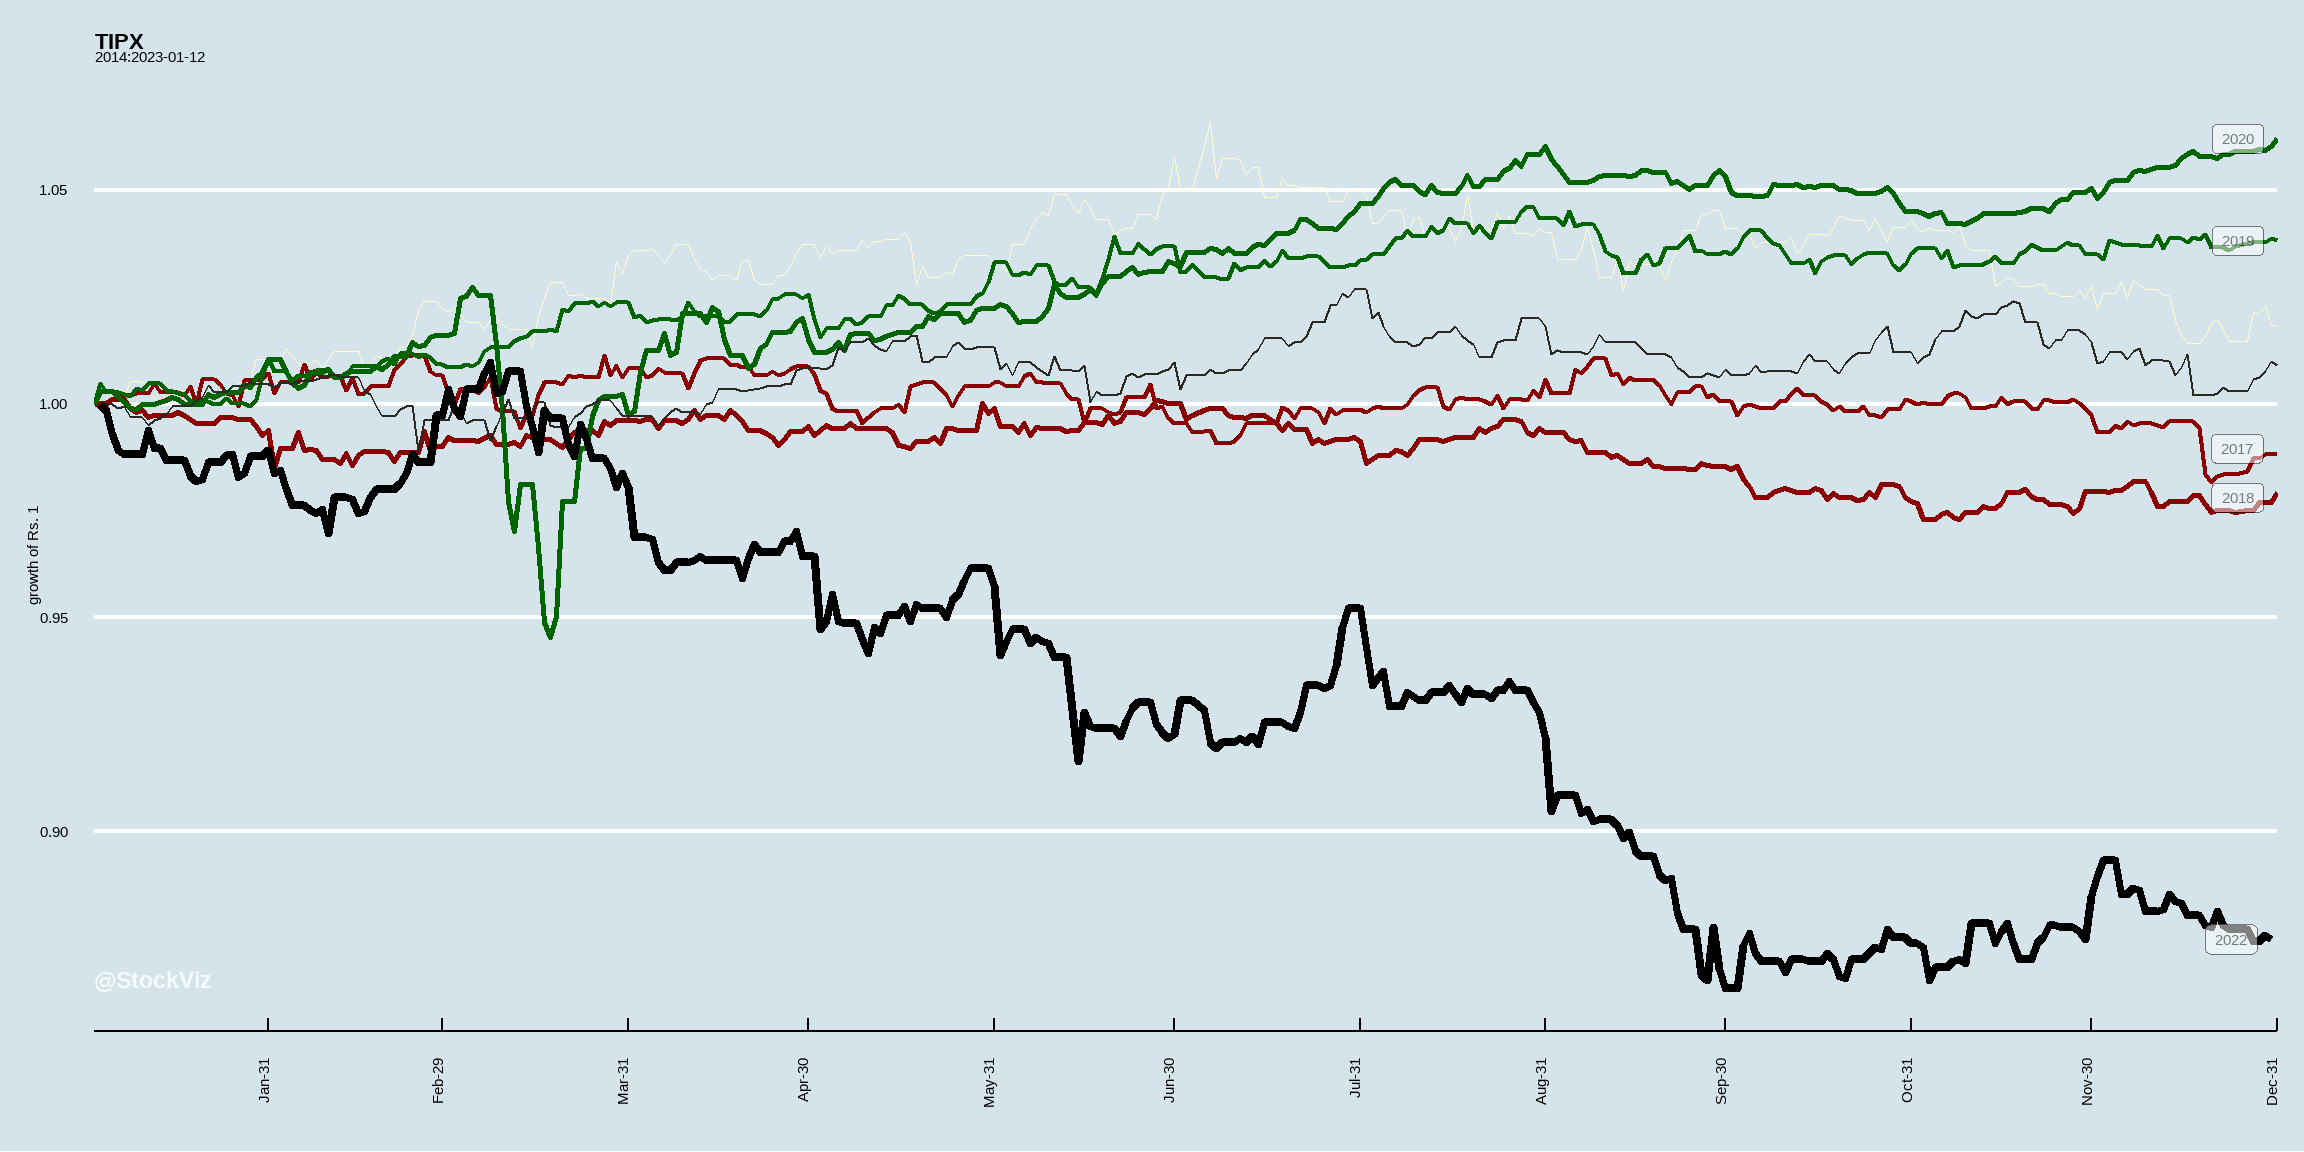 TIPX
2014:2023-01-12
2020
1.05
2019
1.00
2017
2018
growth of Rs. 1
0.95
0.90
2022
@StockViz
Jan-31
Feb-29
Mar-31
Apr-30
May-31
Jun-30
Jul-31
Aug-31
Sep-30
Oct-31
Nov-30
Dec-31